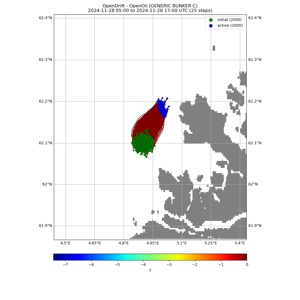 OpenDrift - OpenOil (GENERIC BUNKER C)
2024-11-28 05:00 to 2024-11-28 17:00 UTC (25 steps)
62.4°N
62.4°N
initial (2000)
active (2000)
62.3°N
62.3°N
62.2°N
62.2°N
62.1°N
62.1°N
62°N
62°N
61.9°N
61.9°N
4.5°E 4.65°E 4.8°E 4.95°E 5.1°E 5.25°E 5.4°E
−7 −6 −5 −4 −3 −2 −1 0